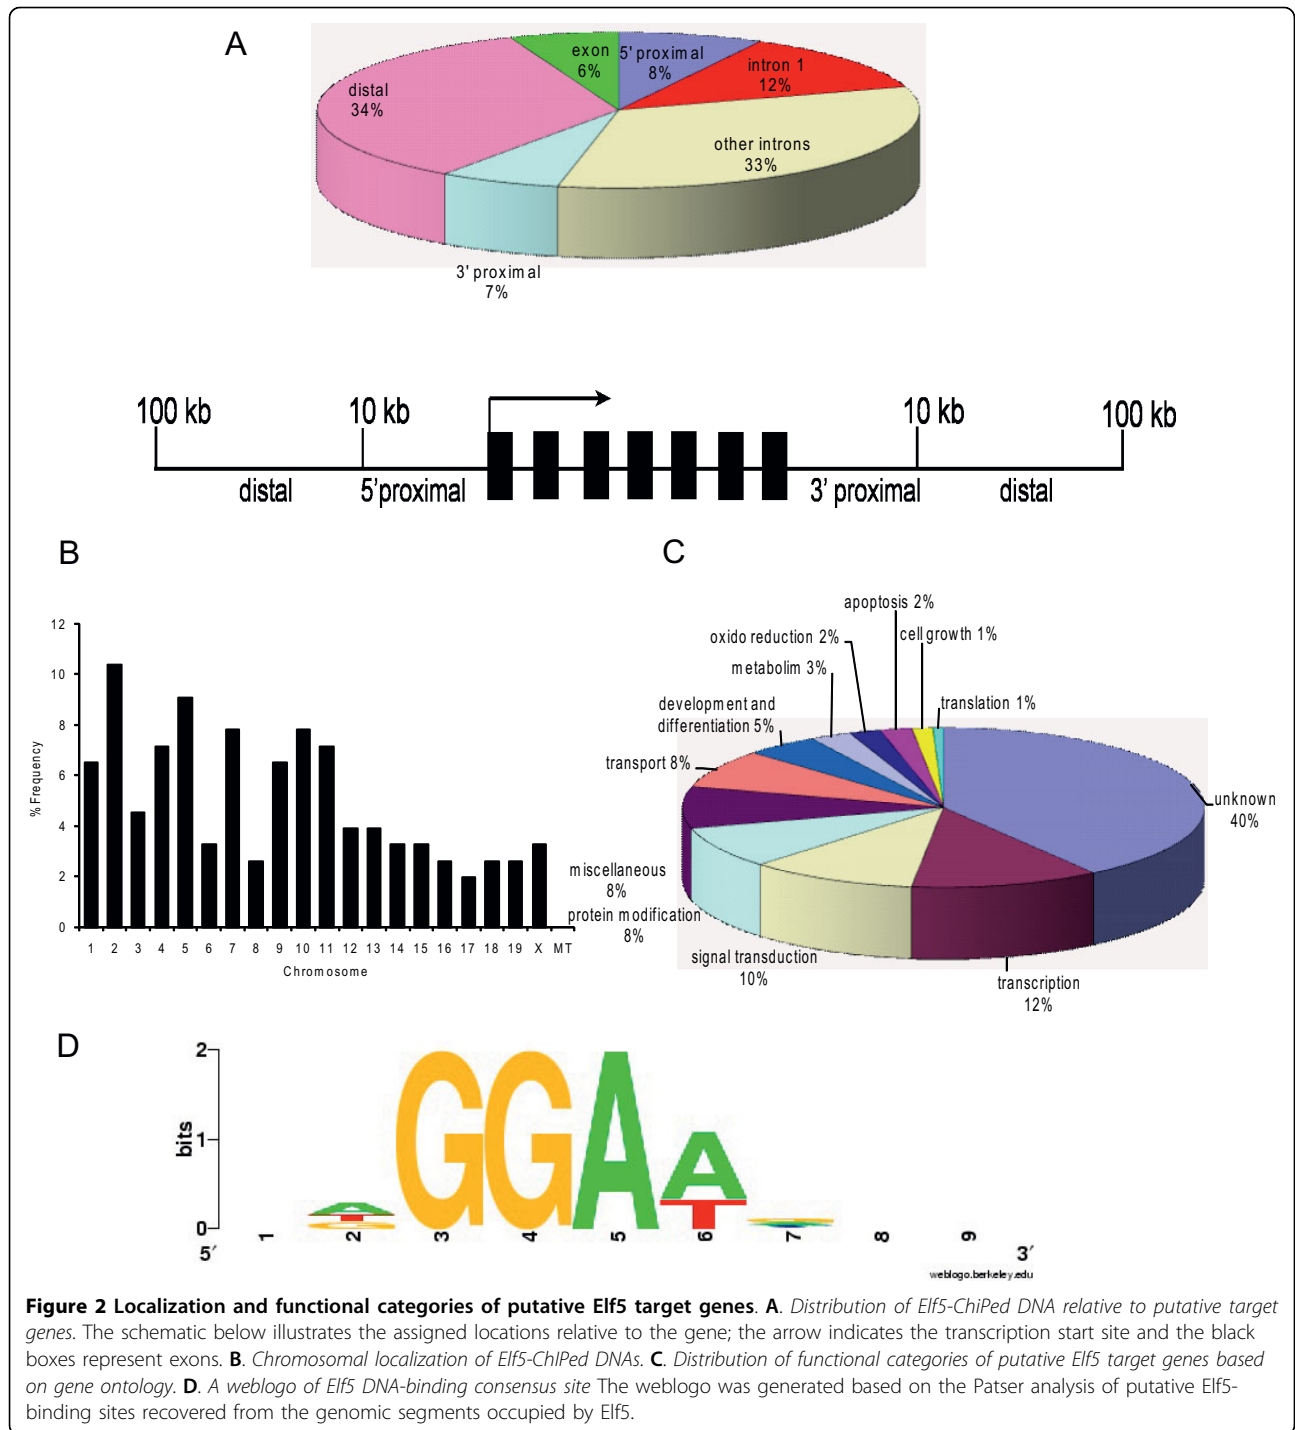 A
exon
6%
5' proximal
8%
intron 1
12%
distal
34%
other introns
33%
3' proximal
7%
100 kb
10 kb
10 kb
100 kb
distal
5'proximal
3' proximal
distal
B
12
10
8
6
4
2
0
% Frequency
1 2 3 4 5 6 7 8 9 10 11 12 13 14 15 16 17 18 19 X MT
Chromosome
C
apoptosis 2%
cell growth 1%
oxido reduction 2%
metabolim 3%
translation 1%
development and
differentiation 5%
transport 8%
unknown
40%
miscellaneous
8%
protein modification
8%
signal transduction
10%
transcription
12%
D
2
1
0
bits
A
T
G
G
G
A
A
T
5′ 1 2 3 4 5 6 7 8 9 3′
weblogo.berkeley.edu
Figure 2 Localization and functional categories of putative Elf5 target genes. A. Distribution of Elf5-ChiPed DNA relative to putative target
genes. The schematic below illustrates the assigned locations relative to the gene; the arrow indicates the transcription start site and the black
boxes represent exons. B. Chromosomal localization of Elf5-ChIPed DNAs. C. Distribution of functional categories of putative Elf5 target genes based
on gene ontology. D. A weblogo of Elf5 DNA-binding consensus site The weblogo was generated based on the Patser analysis of putative Elf5-
binding sites recovered from the genomic segments occupied by Elf5.